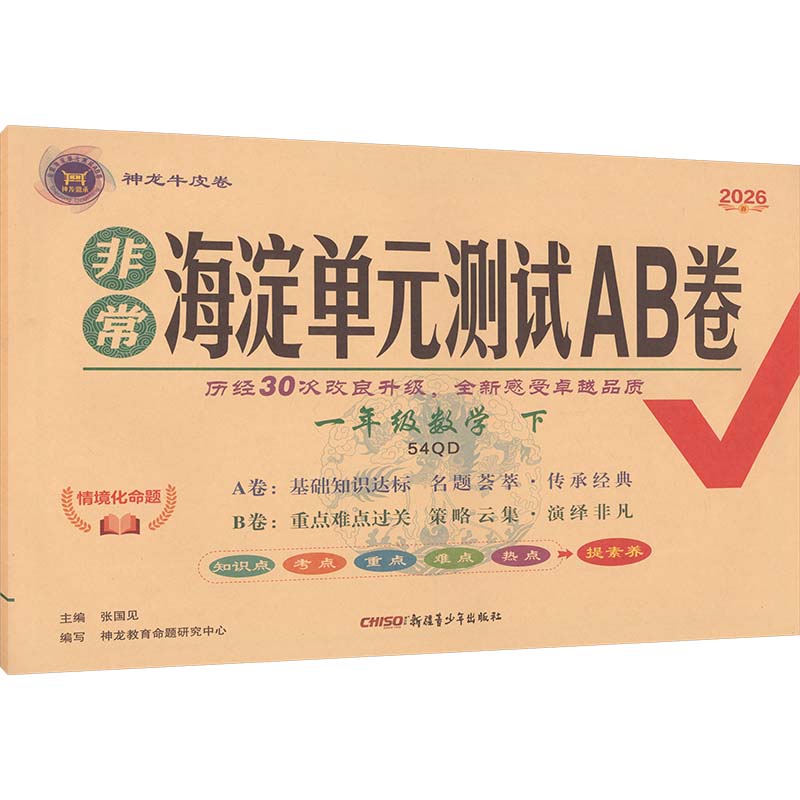 神龙牛皮卷
神龙教育
2026
春
非常
海淀单元测试AB卷
历经30次改良升级,全新感受卓越品质
一年级数学 下
54QD
情境化命题
A卷:基础知识达标 名题荟萃·传承经典
B卷:重点难点过关 策略云集·演绎非凡
知识点 考点 重点 难点 热点 提素养
主编 张国见
编写 神龙教育命题研究中心
CHISO 新疆青少年出版社